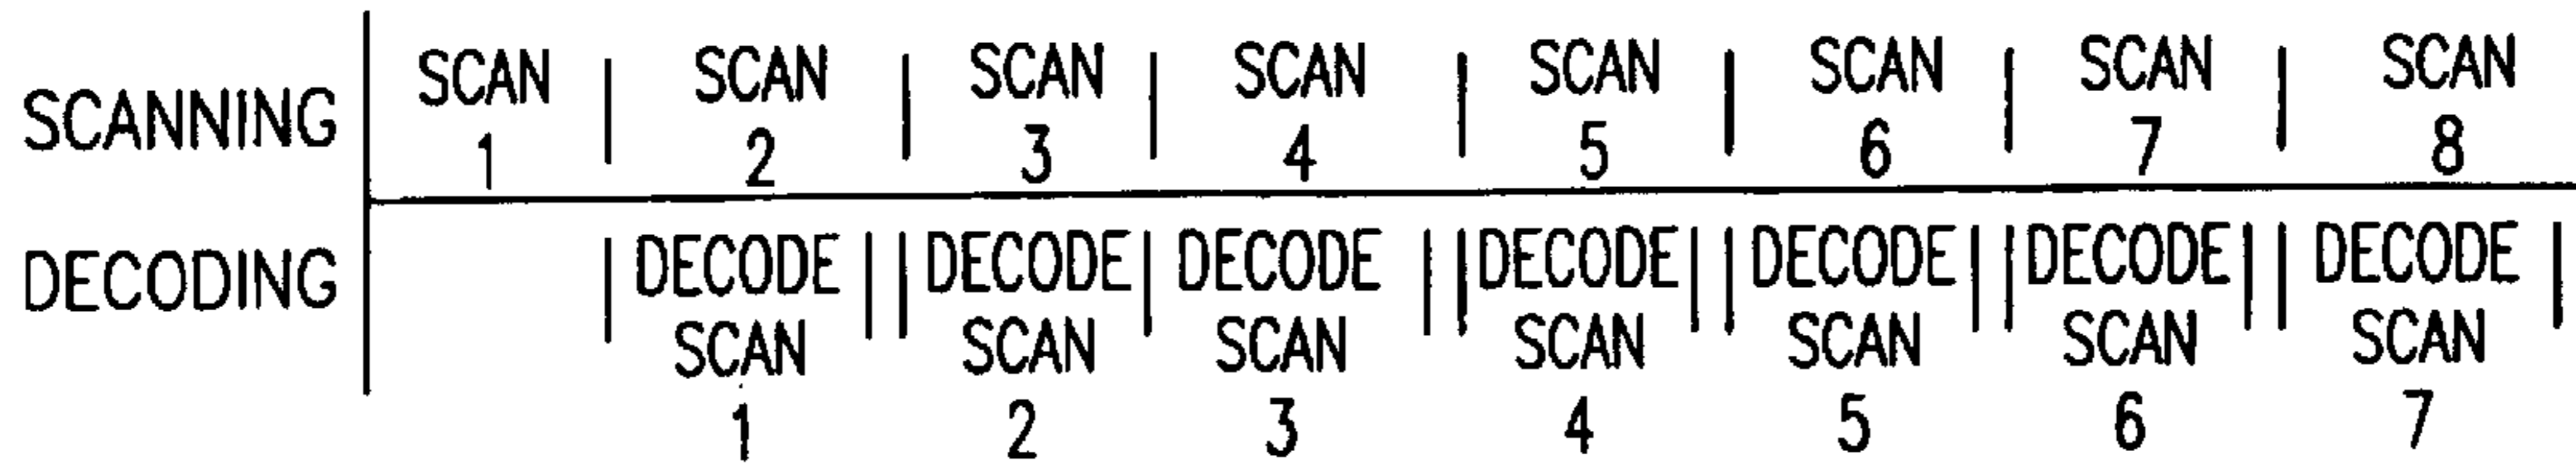 SCANNING
SCAN SCAN SCAN SCAN SCAN SCAN SCAN SCAN
1 2 3 4 5 6 7 8
DECODING
DECODE DECODE DECODE DECODE DECODE DECODE DECODE
SCAN SCAN SCAN SCAN SCAN SCAN SCAN
1 2 3 4 5 6 7